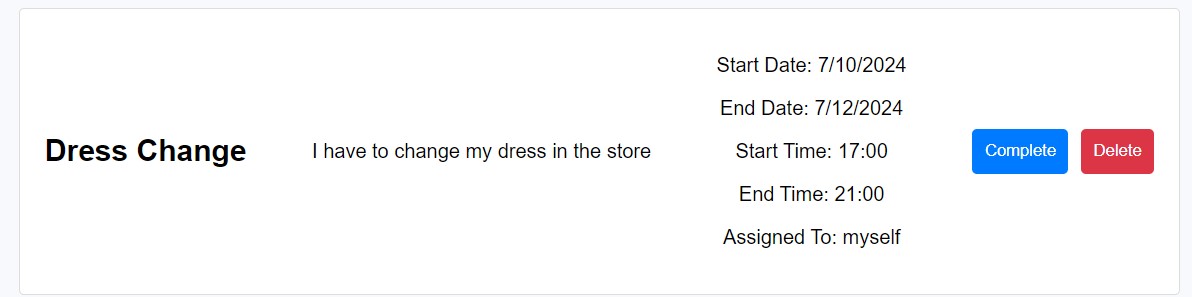 Dress Change
I have to change my dress in the store
Start Date: 7/10/2024
End Date: 7/12/2024
Start Time: 17:00
End Time: 21:00
Assigned To: myself
Complete
Delete